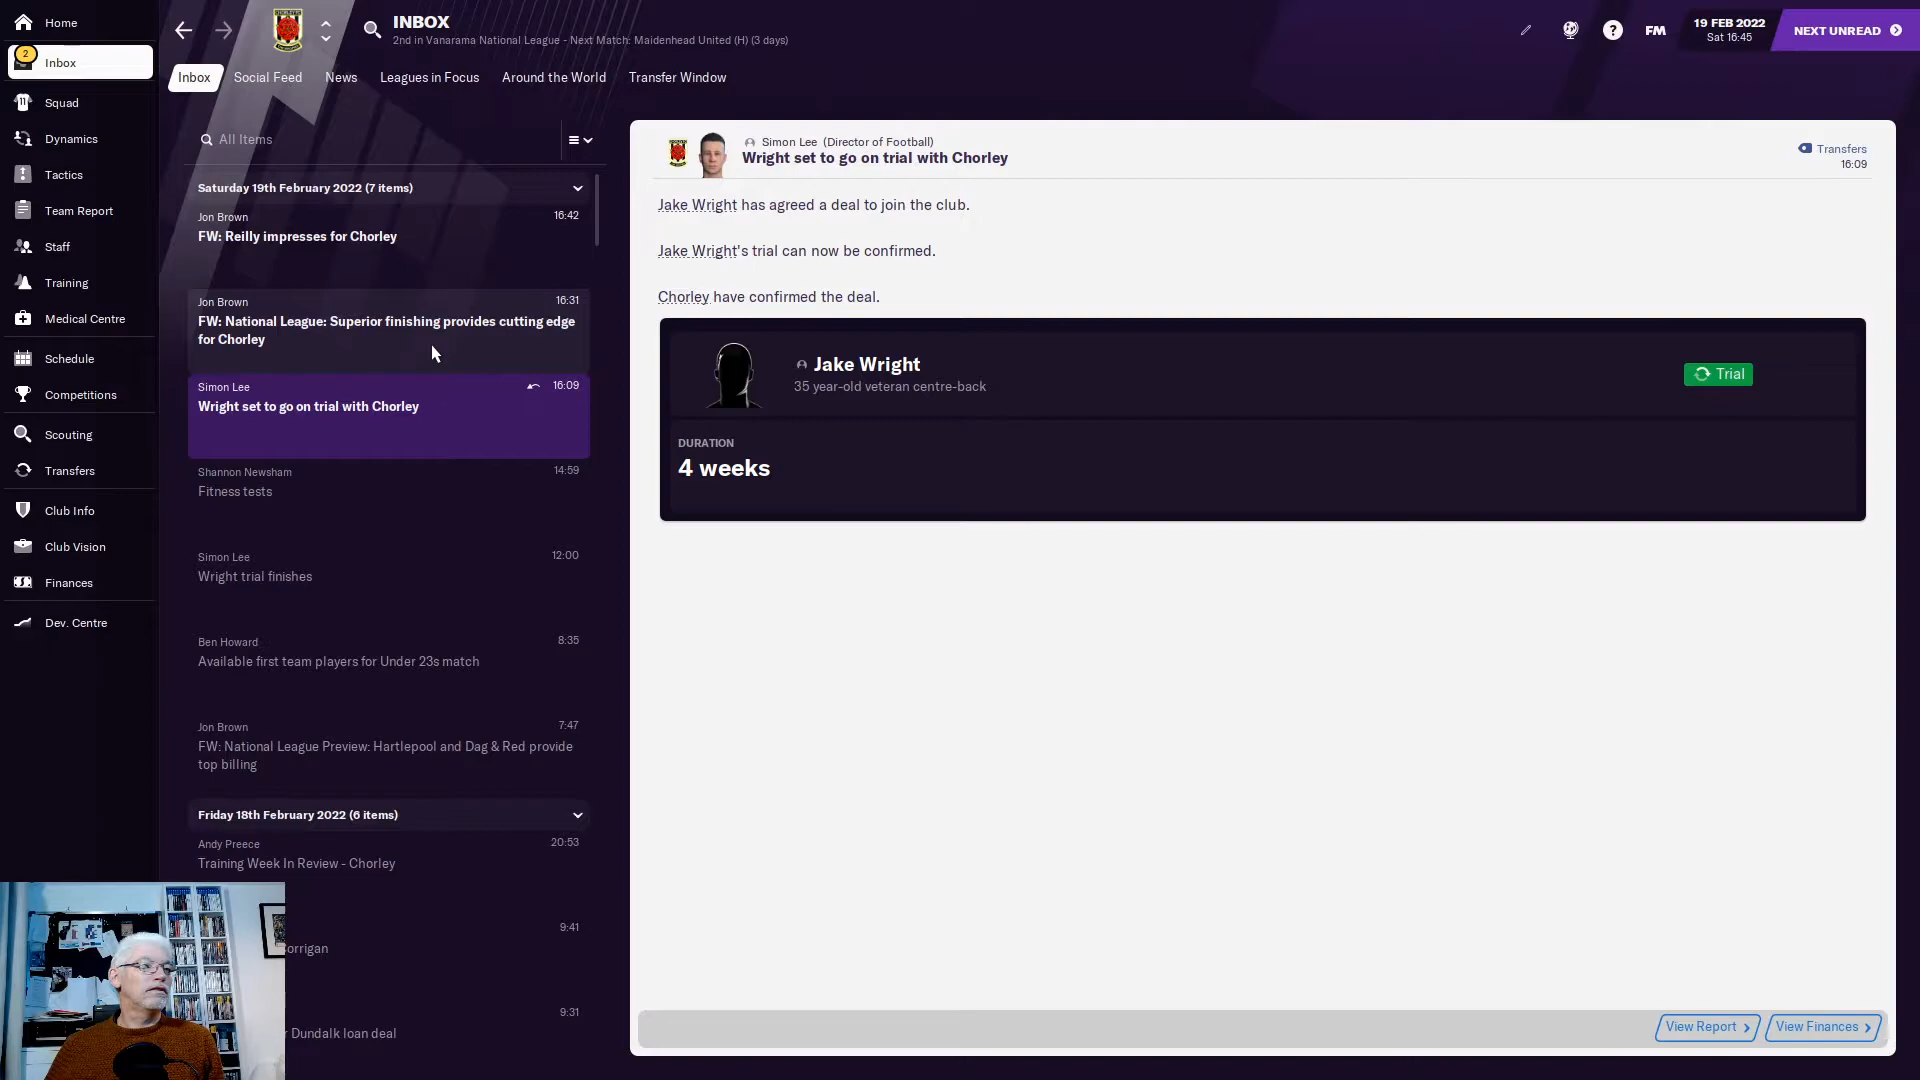 Home
2
Inbox
Squad
Dynamics
Tactics
Team Report
Staff
Training
Medical Centre
Schedule
Competitions
Scouting
Transfers
Club Info
Club Vision
Finances
Dev. Centre
INBOX
2nd in Vanarama National League - Next Match: Maidenhead United (H) (3 days)
FM
19 FEB 2022
Sat 16:45
NEXT UNREAD
Inbox
Social Feed
News
Leagues in Focus
Around the World
Transfer Window
All Items
Saturday 19th February 2022 (7 items)
Jon Brown 16:42
FW: Reilly impresses for Chorley
Jon Brown 16:31
FW: National League: Superior finishing provides cutting edge
for Chorley
Simon Lee 16:09
Wright set to go on trial with Chorley
Shannon Newsham 14:59
Fitness tests
Simon Lee 12:00
Wright trial finishes
Ben Howard 8:35
Available first team players for Under 23s match
Jon Brown 7:47
FW: National League Preview: Hartlepool and Dag & Red provide
top billing
Friday 18th February 2022 (6 items)
Andy Preece 20:53
Training Week In Review - Chorley
9:41
orrigan
9:31
Dundalk loan deal
Simon Lee (Director of Football)
Wright set to go on trial with Chorley
Transfers
16:09
Jake Wright has agreed a deal to join the club.
Jake Wright's trial can now be confirmed.
Chorley have confirmed the deal.
Jake Wright
35 year-old veteran centre-back
Trial
DURATION
4 weeks
View Report
View Finances